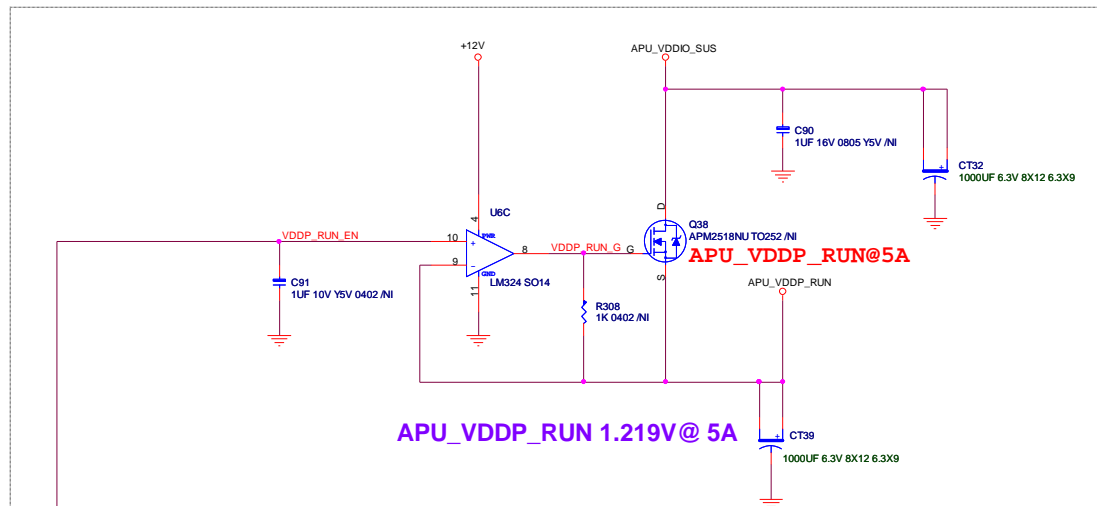 +12V
APU_VDDIO_SUS
C90
1UF 16V 0805 Y5V /NI
CT32
1000UF 6.3V 8X12 6.3X9
+
U6C
4
PWR
D
Q38
APM2518NU TO252 /NI
VDDP_RUN_EN
10
+
8
VDDP_RUN_G
G
APU_VDDP_RUN@5A
9
-
GND
LM324 SO14
11
S
C91
1UF 10V Y5V 0402 /NI
APU_VDDP_RUN
R308
1K 0402 /NI
APU_VDDP_RUN 1.219V@ 5A
+
CT39
1000UF 6.3V 8X12 6.3X9